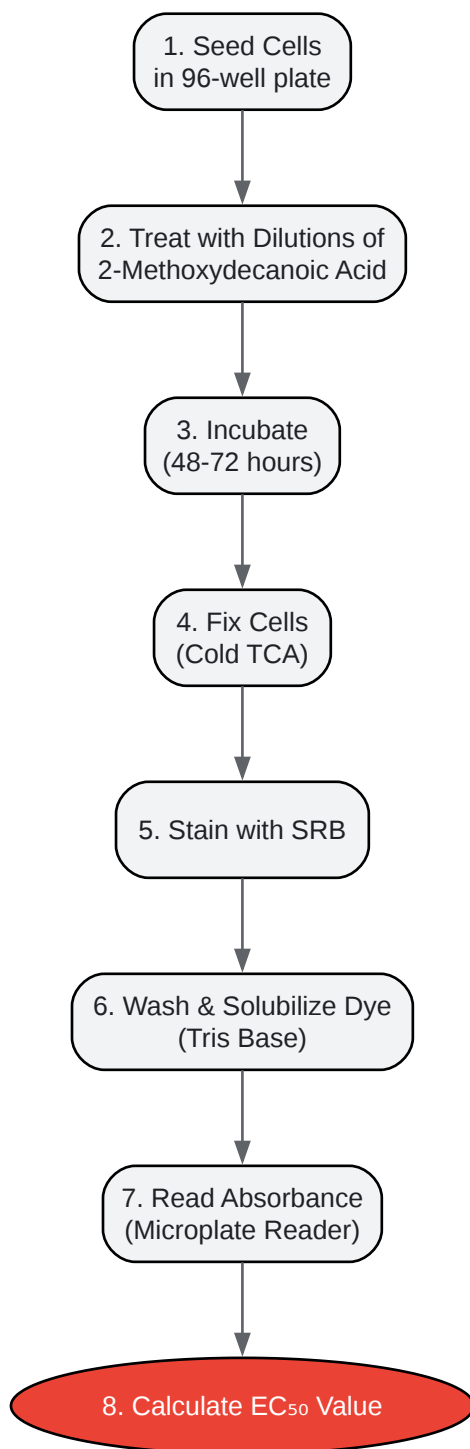 1. Seed Cells
in 96-well plate
2. Treat with Dilutions of
2-Methoxydecanoic Acid
3. Incubate
(48-72 hours)
4. Fix Cells
(Cold TCA)
5. Stain with SRB
6. Wash & Solubilize Dye
(Tris Base)
7. Read Absorbance
(Microplate Reader)
8. Calculate EC₅₀ Value